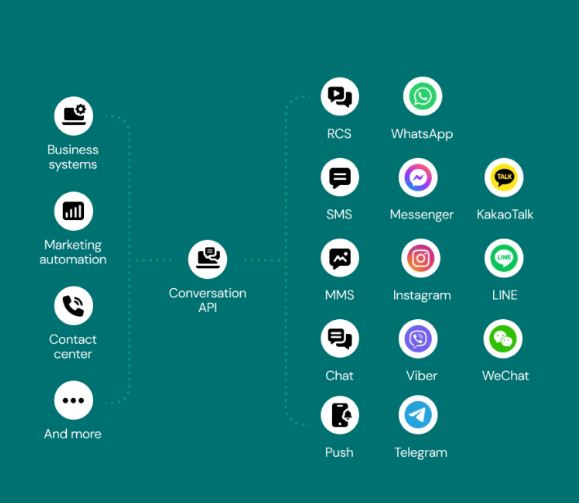 Business
systems
Marketing
automation
Contact
center
And more
Conversation
API
RCS
WhatsApp
SMS
Messenger
TALK
KakaoTalk
MMS
Instagram
LINE
LINE
Chat
Viber
WeChat
Push
Telegram